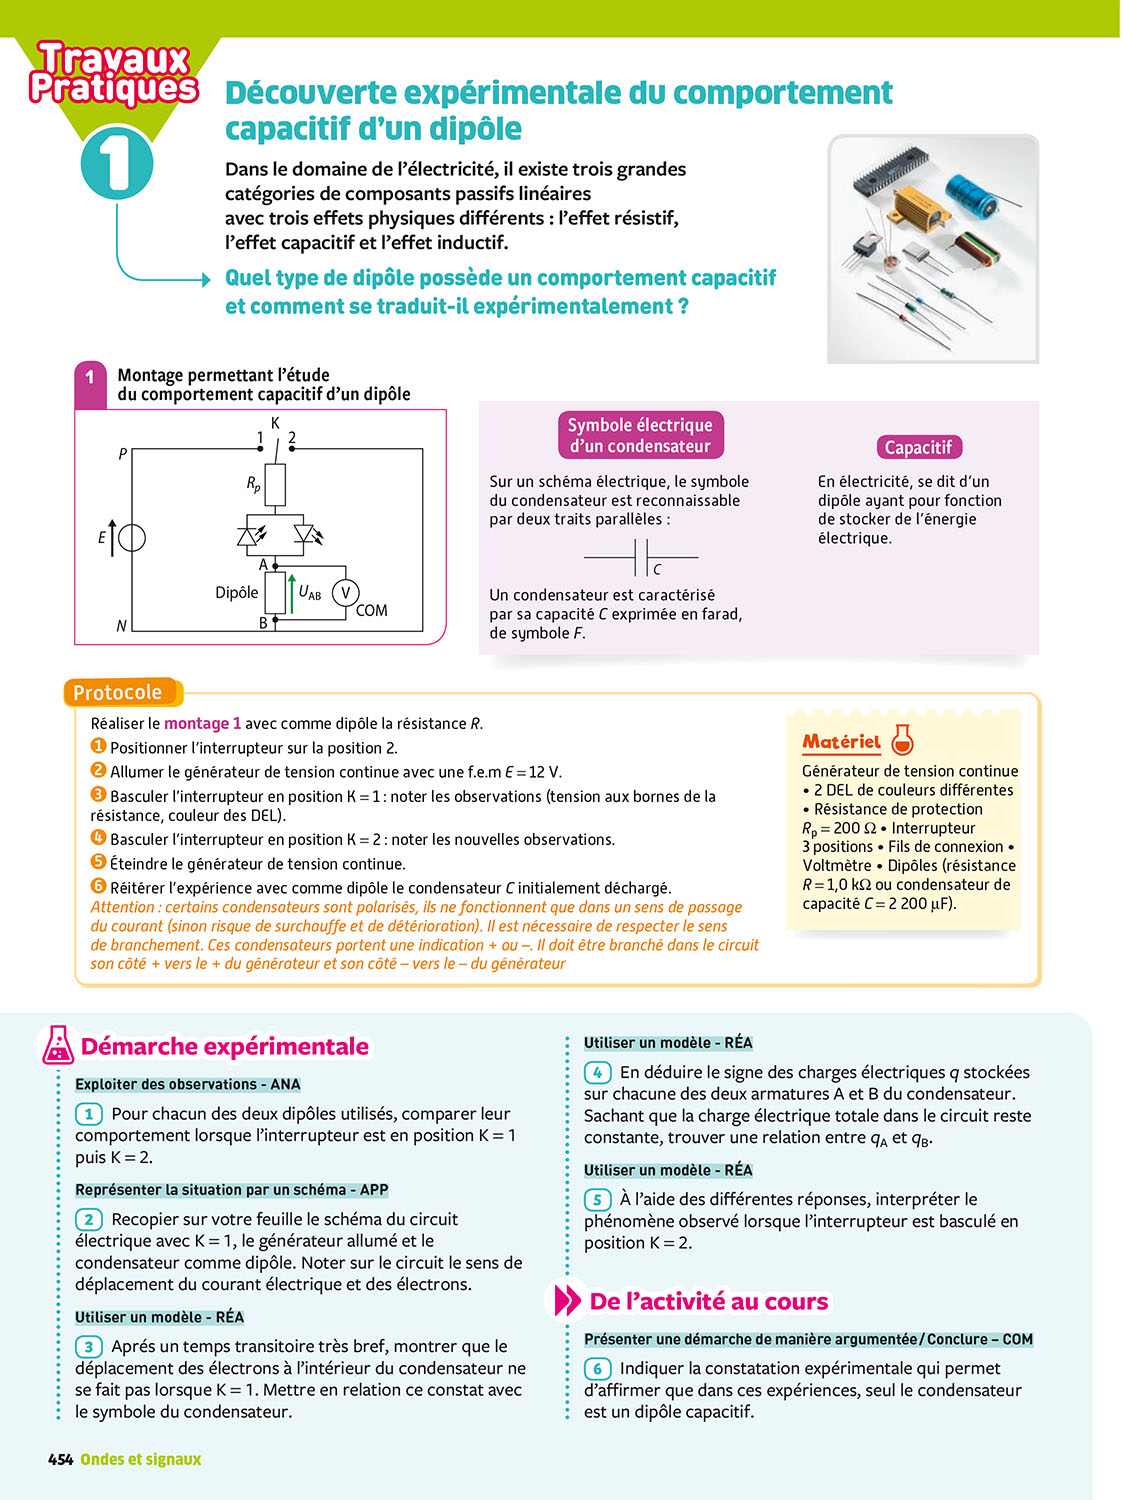 Travaux
Pratiques
1
Découverte expérimentale du comportement
capacitif d'un dipôle
Dans le domaine de l'électricité, il existe trois grandes
catégories de composants passifs linéaires
avec trois effets physiques différents : l'effet résistif,
l'effet capacitif et l'effet inductif.
Quel type de dipôle possède un comportement capacitif
et comment se traduit-il expérimentalement ?
1 Montage permettant l'étude
du comportement capacitif d'un dipôle
K
1 2
P
Rp
E
A
Dipôle
UAB
V
COM
B
N
Symbole électrique
d'un condensateur
Sur un schéma électrique, le symbole
du condensateur est reconnaissable
par deux traits parallèles :
C
Un condensateur est caractérisé
par sa capacité C exprimée en farad,
de symbole F.
Capacitif
En électricité, se dit d'un
dipôle ayant pour fonction
de stocker de l'énergie
électrique.
Protocole
Réaliser le montage 1 avec comme dipôle la résistance R.
1 Positionner l'interrupteur sur la position 2.
2 Allumer le générateur de tension continue avec une f.e.m E = 12 V.
3 Basculer l'interrupteur en position K = 1 : noter les observations (tension aux bornes de la
résistance, couleur des DEL).
4 Basculer l'interrupteur en position K = 2 : noter les nouvelles observations.
5 Éteindre le générateur de tension continue.
6 Réitérer l'expérience avec comme dipôle le condensateur C initialement déchargé.
Attention : certains condensateurs sont polarisés, ils ne fonctionnent que dans un sens de passage
du courant (sinon risque de surchauffe et de détérioration). Il est nécessaire de respecter le sens
de branchement. Ces condensateurs portent une indication + ou –. Il doit être branché dans le circuit
son côté + vers le + du générateur et son côté – vers le – du générateur
Matériel
Générateur de tension continue
• 2 DEL de couleurs différentes
• Résistance de protection
Rp = 200 Ω • Interrupteur
3 positions • Fils de connexion •
Voltmètre • Dipôles (résistance
R = 1,0 kΩ ou condensateur de
capacité C = 2 200 µF).
Démarche expérimentale
Exploiter des observations - ANA
1 Pour chacun des deux dipôles utilisés, comparer leur
comportement lorsque l'interrupteur est en position K = 1
puis K = 2.
Représenter la situation par un schéma - APP
2 Recopier sur votre feuille le schéma du circuit
électrique avec K = 1, le générateur allumé et le
condensateur comme dipôle. Noter sur le circuit le sens de
déplacement du courant électrique et des électrons.
Utiliser un modèle - RÉA
3 Aprés un temps transitoire très bref, montrer que le
déplacement des électrons à l'intérieur du condensateur ne
se fait pas lorsque K = 1. Mettre en relation ce constat avec
le symbole du condensateur.
Utiliser un modèle - RÉA
4 En déduire le signe des charges électriques q stockées
sur chacune des deux armatures A et B du condensateur.
Sachant que la charge électrique totale dans le circuit reste
constante, trouver une relation entre qA et qB.
Utiliser un modèle - RÉA
5 À l'aide des différentes réponses, interpréter le
phénomène observé lorsque l'interrupteur est basculé en
position K = 2.
De l'activité au cours
Présenter une démarche de manière argumentée/Conclure – COM
6 Indiquer la constatation expérimentale qui permet
d'affirmer que dans ces expériences, seul le condensateur
est un dipôle capacitif.
454 Ondes et signaux